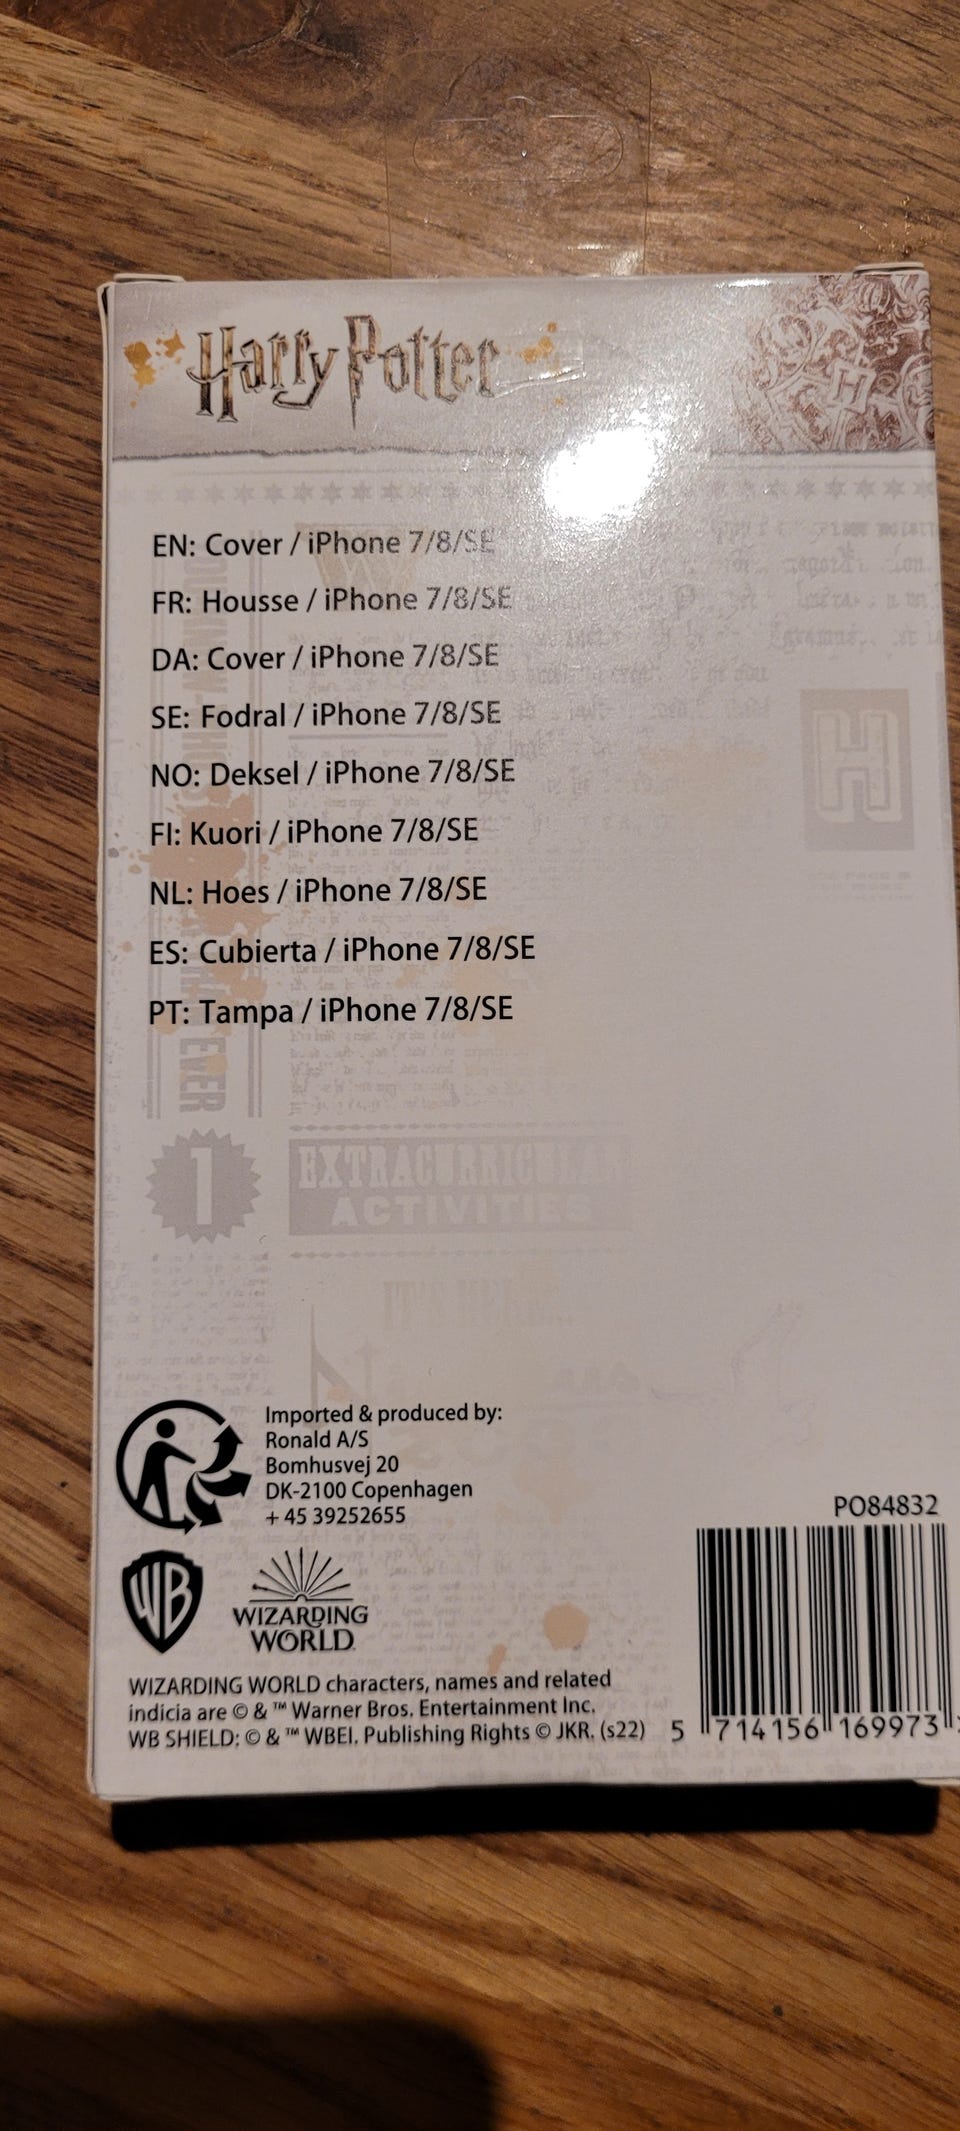 Harry Potter
EN: Cover / iPhone 7/8/SE
FR: Housse / iPhone 7/8/SE
DA: Cover / iPhone 7/8/SE
SE: Fodral / iPhone 7/8/SE
NO: Deksel / iPhone 7/8/SE
FI: Kuori / iPhone 7/8/SE
NL: Hoes / iPhone 7/8/SE
ES: Cubierta / iPhone 7/8/SE
PT: Tampa / iPhone 7/8/SE
H
1
EXTRACURRICULAR
ACTIVITIES
Imported & produced by:
Ronald A/S
Bomhusvej 20
DK-2100 Copenhagen
+ 45 39252655
WB
WIZARDING
WORLD
WIZARDING WORLD characters, names and related
indicia are © & ™ Warner Bros. Entertainment Inc.
WB SHIELD: © & ™ WBEI. Publishing Rights © JKR. (s22)
PO84832
5 714156 169973 >